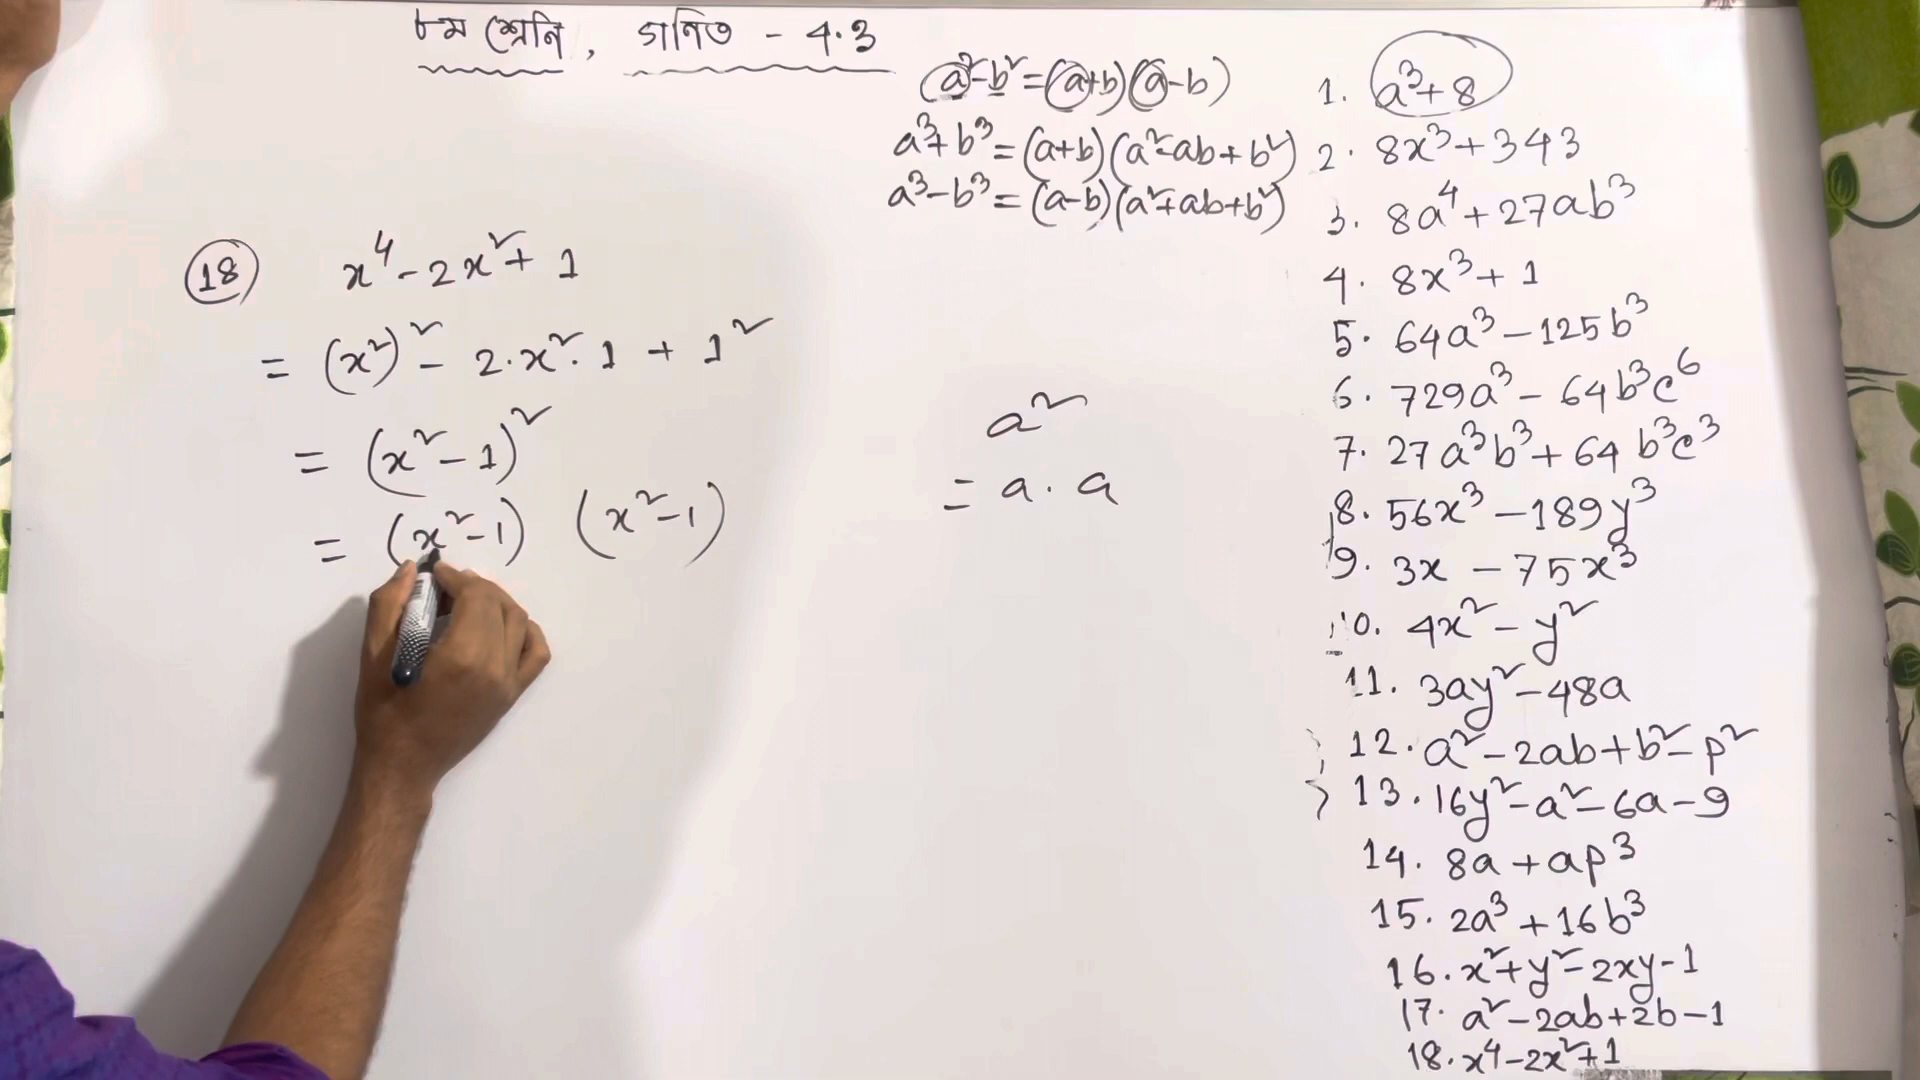 ৮ম শ্রেনি, গনিত - 4.3
a²-b²=(a+b)(a-b)
a³+b³=(a+b)(a²-ab+b²)
a³-b³=(a-b)(a²+ab+b²)
18 x⁴-2x²+1
= (x²)² - 2.x².1 + 1²
= (x²-1)²
= (x²-1) (x²-1)
a²
= a.a
1. a³+8
2. 8x³+343
3. 8a⁴+27ab³
4. 8x³+1
5. 64a³-125b³
6. 729a³-64b³c⁶
7. 27a³b³+64b³c³
8. 56x³-189y³
9. 3x-75x³
10. 4x²-y²
11. 3ay²-48a
12. a²-2ab+b²-p²
13. 16y²-a²-6a-9
14. 8a+ap³
15. 2a³+16b³
16. x²+y²-2xy-1
17. a²-2ab+2b-1
18. x⁴-2x²+1